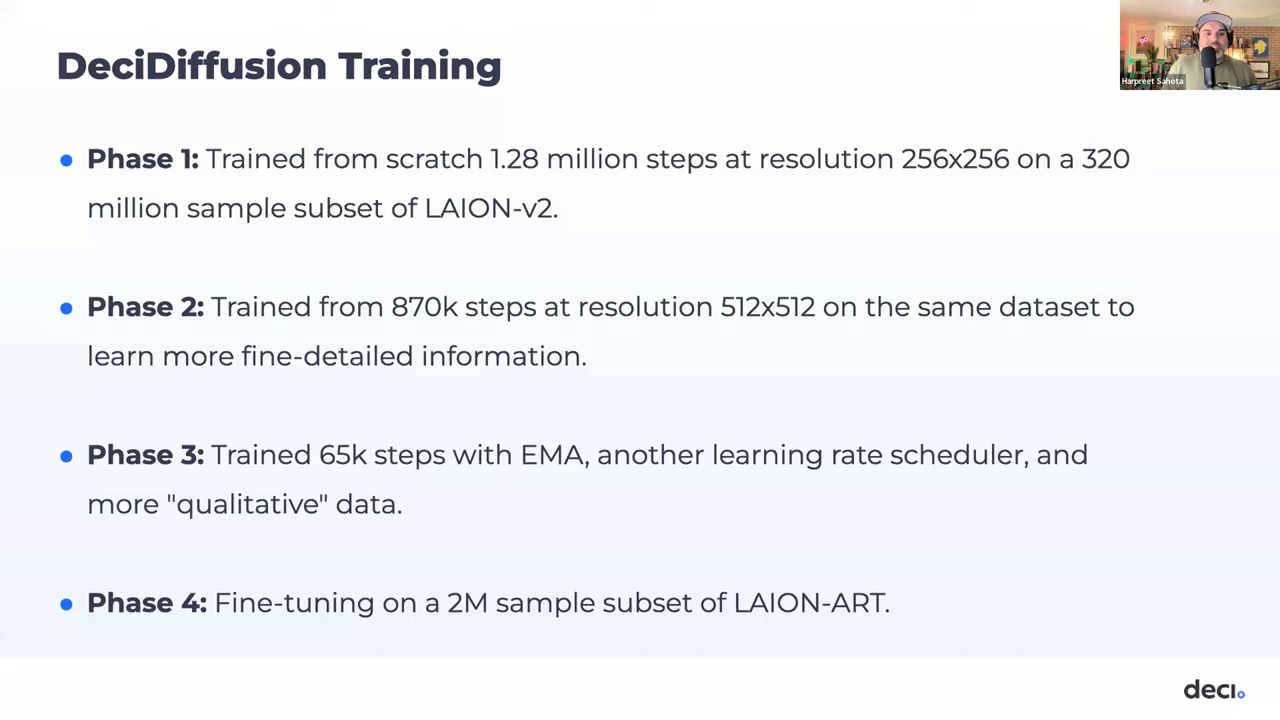 DeciDiffusion Training
Harpreet Sahota
● Phase 1: Trained from scratch 1.28 million steps at resolution 256x256 on a 320
million sample subset of LAION-v2.
● Phase 2: Trained from 870k steps at resolution 512x512 on the same dataset to
learn more fine-detailed information.
● Phase 3: Trained 65k steps with EMA, another learning rate scheduler, and
more "qualitative" data.
● Phase 4: Fine-tuning on a 2M sample subset of LAION-ART.
deci.